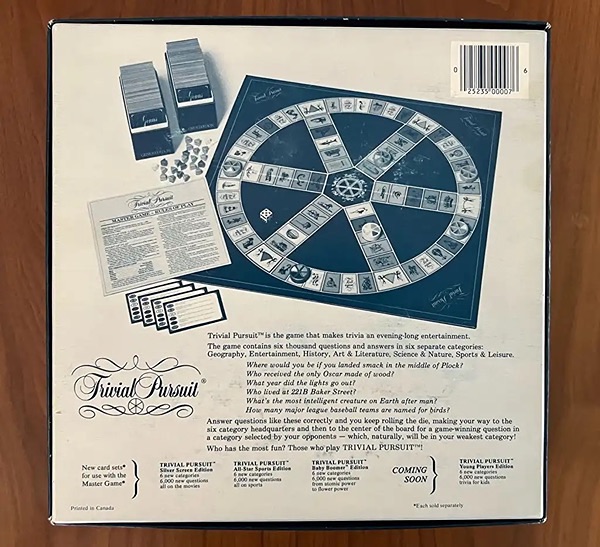 0
25235 00007
6
Trivial Pursuit
Trivial Pursuit
Genus
Genus
Trivial Pursuit
MASTER GAME - RULES OF PLAY
Trivial Pursuit
Trivial Pursuit™ is the game that makes trivia an evening-long entertainment.
The game contains six thousand questions and answers in six separate categories:
Geography, Entertainment, History, Art & Literature, Science & Nature, Sports & Leisure.
Where would you be if you landed smack in the middle of Plock?
Who received the only Oscar made of wood?
What year did the lights go out?
Who lived at 221B Baker Street?
What's the most intelligent creature on Earth after man?
How many major league baseball teams are named for birds?
Trivial Pursuit®
Answer questions like these correctly and you keep rolling the die, making your way to the
six category headquarters and then to the center of the board for a game-winning question
in a category selected by your opponents — which, naturally, will be in your weakest category!
Who has the most fun? Those who play TRIVIAL PURSUIT™!
New card sets*
for use with the
Master Game*
TRIVIAL PURSUIT™
Silver Screen Edition
6 new categories
6,000 new questions
all on the movies
TRIVIAL PURSUIT™
All-Star Sports Edition
6 new categories
6,000 new questions
all on sports
TRIVIAL PURSUIT™
Baby Boomer™ Edition
6 new categories
6,000 new questions
from atomic power
to flower power
COMING
SOON
TRIVIAL PURSUIT™
Young Players Edition
6 new categories
6,000 new questions
trivia for kids
Printed in Canada
*Each sold separately